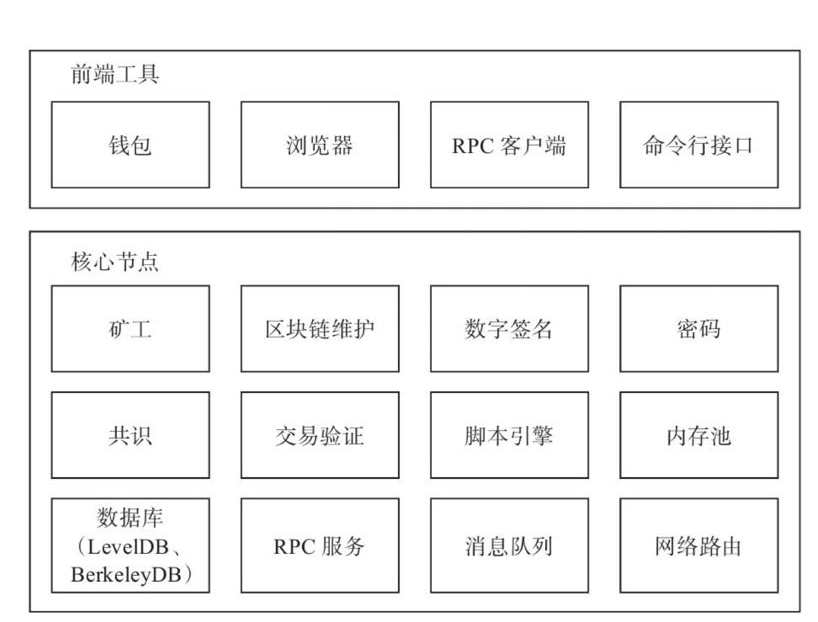 前端工具
钱包
浏览器
RPC 客户端
命令行接口
核心节点
矿工
区块链维护
数字签名
密码
共识
交易验证
脚本引擎
内存池
数据库
（LevelDB、
BerkeleyDB）
RPC 服务
消息队列
网络路由